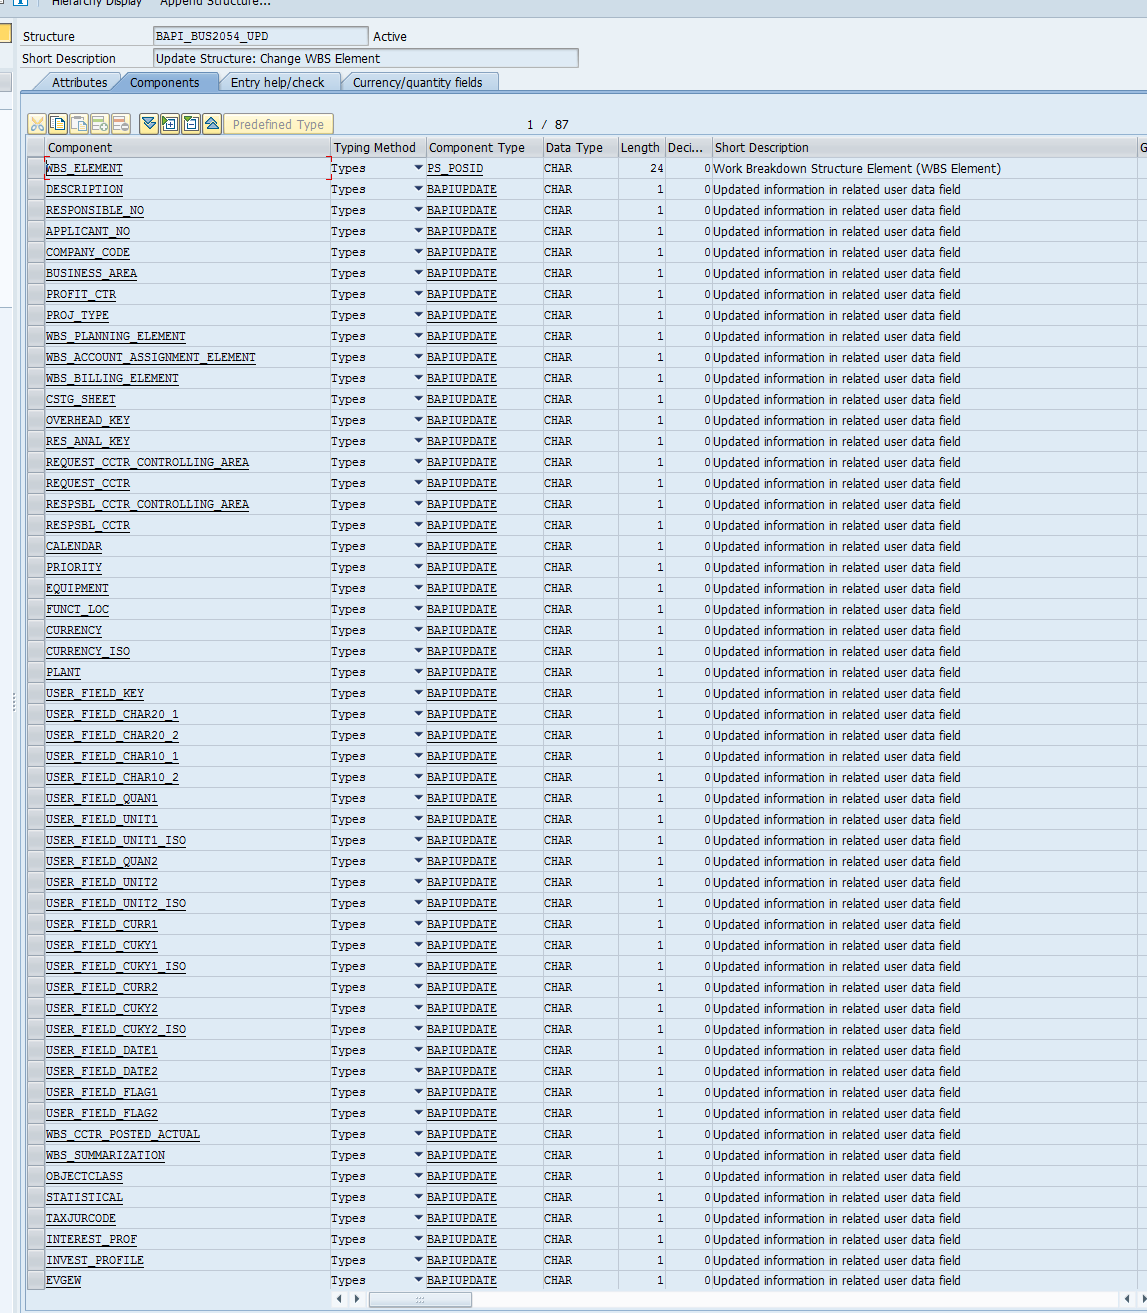 Hierarchy Display Append Structure...
Structure BAPI_BUS2054_UPD Active
Short Description Update Structure: Change WBS Element
Attributes Components Entry help/check Currency/quantity fields
Predefined Type 1 / 87
Component Typing Method Component Type Data Type Length Deci... Short Description G
WBS_ELEMENT Types PS_POSID CHAR 24 0 Work Breakdown Structure Element (WBS Element)
DESCRIPTION Types BAPIUPDATE CHAR 1 0 Updated information in related user data field
RESPONSIBLE_NO Types BAPIUPDATE CHAR 1 0 Updated information in related user data field
APPLICANT_NO Types BAPIUPDATE CHAR 1 0 Updated information in related user data field
COMPANY_CODE Types BAPIUPDATE CHAR 1 0 Updated information in related user data field
BUSINESS_AREA Types BAPIUPDATE CHAR 1 0 Updated information in related user data field
PROFIT_CTR Types BAPIUPDATE CHAR 1 0 Updated information in related user data field
PROJ_TYPE Types BAPIUPDATE CHAR 1 0 Updated information in related user data field
WBS_PLANNING_ELEMENT Types BAPIUPDATE CHAR 1 0 Updated information in related user data field
WBS_ACCOUNT_ASSIGNMENT_ELEMENT Types BAPIUPDATE CHAR 1 0 Updated information in related user data field
WBS_BILLING_ELEMENT Types BAPIUPDATE CHAR 1 0 Updated information in related user data field
CSTG_SHEET Types BAPIUPDATE CHAR 1 0 Updated information in related user data field
OVERHEAD_KEY Types BAPIUPDATE CHAR 1 0 Updated information in related user data field
RES_ANAL_KEY Types BAPIUPDATE CHAR 1 0 Updated information in related user data field
REQUEST_CCTR_CONTROLLING_AREA Types BAPIUPDATE CHAR 1 0 Updated information in related user data field
REQUEST_CCTR Types BAPIUPDATE CHAR 1 0 Updated information in related user data field
RESPSBL_CCTR_CONTROLLING_AREA Types BAPIUPDATE CHAR 1 0 Updated information in related user data field
RESPSBL_CCTR Types BAPIUPDATE CHAR 1 0 Updated information in related user data field
CALENDAR Types BAPIUPDATE CHAR 1 0 Updated information in related user data field
PRIORITY Types BAPIUPDATE CHAR 1 0 Updated information in related user data field
EQUIPMENT Types BAPIUPDATE CHAR 1 0 Updated information in related user data field
FUNCT_LOC Types BAPIUPDATE CHAR 1 0 Updated information in related user data field
CURRENCY Types BAPIUPDATE CHAR 1 0 Updated information in related user data field
CURRENCY_ISO Types BAPIUPDATE CHAR 1 0 Updated information in related user data field
PLANT Types BAPIUPDATE CHAR 1 0 Updated information in related user data field
USER_FIELD_KEY Types BAPIUPDATE CHAR 1 0 Updated information in related user data field
USER_FIELD_CHAR20_1 Types BAPIUPDATE CHAR 1 0 Updated information in related user data field
USER_FIELD_CHAR20_2 Types BAPIUPDATE CHAR 1 0 Updated information in related user data field
USER_FIELD_CHAR10_1 Types BAPIUPDATE CHAR 1 0 Updated information in related user data field
USER_FIELD_CHAR10_2 Types BAPIUPDATE CHAR 1 0 Updated information in related user data field
USER_FIELD_QUAN1 Types BAPIUPDATE CHAR 1 0 Updated information in related user data field
USER_FIELD_UNIT1 Types BAPIUPDATE CHAR 1 0 Updated information in related user data field
USER_FIELD_UNIT1_ISO Types BAPIUPDATE CHAR 1 0 Updated information in related user data field
USER_FIELD_QUAN2 Types BAPIUPDATE CHAR 1 0 Updated information in related user data field
USER_FIELD_UNIT2 Types BAPIUPDATE CHAR 1 0 Updated information in related user data field
USER_FIELD_UNIT2_ISO Types BAPIUPDATE CHAR 1 0 Updated information in related user data field
USER_FIELD_CURR1 Types BAPIUPDATE CHAR 1 0 Updated information in related user data field
USER_FIELD_CUKY1 Types BAPIUPDATE CHAR 1 0 Updated information in related user data field
USER_FIELD_CUKY1_ISO Types BAPIUPDATE CHAR 1 0 Updated information in related user data field
USER_FIELD_CURR2 Types BAPIUPDATE CHAR 1 0 Updated information in related user data field
USER_FIELD_CUKY2 Types BAPIUPDATE CHAR 1 0 Updated information in related user data field
USER_FIELD_CUKY2_ISO Types BAPIUPDATE CHAR 1 0 Updated information in related user data field
USER_FIELD_DATE1 Types BAPIUPDATE CHAR 1 0 Updated information in related user data field
USER_FIELD_DATE2 Types BAPIUPDATE CHAR 1 0 Updated information in related user data field
USER_FIELD_FLAG1 Types BAPIUPDATE CHAR 1 0 Updated information in related user data field
USER_FIELD_FLAG2 Types BAPIUPDATE CHAR 1 0 Updated information in related user data field
WBS_CCTR_POSTED_ACTUAL Types BAPIUPDATE CHAR 1 0 Updated information in related user data field
WBS_SUMMARIZATION Types BAPIUPDATE CHAR 1 0 Updated information in related user data field
OBJECTCLASS Types BAPIUPDATE CHAR 1 0 Updated information in related user data field
STATISTICAL Types BAPIUPDATE CHAR 1 0 Updated information in related user data field
TAXJURCODE Types BAPIUPDATE CHAR 1 0 Updated information in related user data field
INTEREST_PROF Types BAPIUPDATE CHAR 1 0 Updated information in related user data field
INVEST_PROFILE Types BAPIUPDATE CHAR 1 0 Updated information in related user data field
EVGEW Types BAPIUPDATE CHAR 1 0 Updated information in related user data field